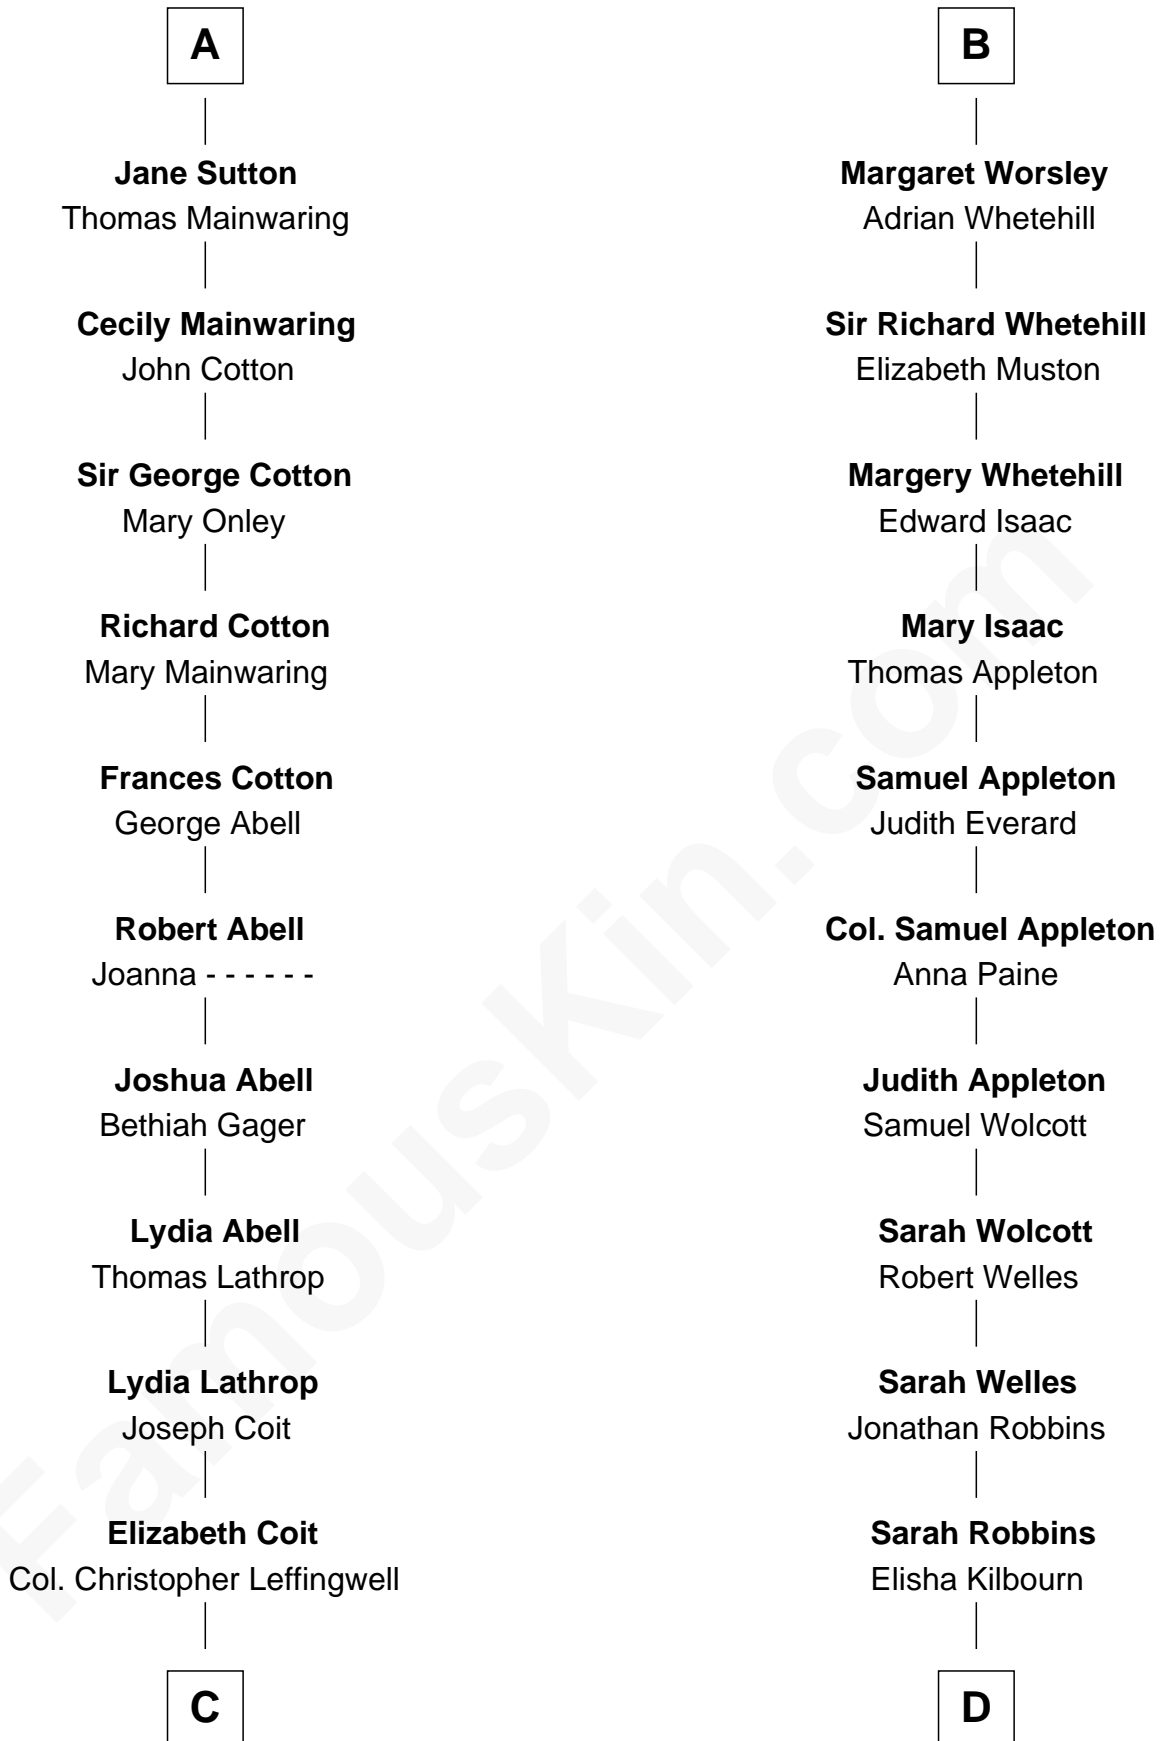 A
Jane Sutton
Thomas Mainwaring
Cecily Mainwaring
John Cotton
Sir George Cotton
Mary Onley
Richard Cotton
Mary Mainwaring
Frances Cotton
George Abell
Robert Abell
Joanna - - - - - -
Joshua Abell
Bethiah Gager
Lydia Abell
Thomas Lathrop
Lydia Lathrop
Joseph Coit
Elizabeth Coit
Col. Christopher Leffingwell
C
B
Margaret Worsley
Adrian Whetehill
Sir Richard Whetehill
Elizabeth Muston
Margery Whetehill
Edward Isaac
Mary Isaac
Thomas Appleton
Samuel Appleton
Judith Everard
Col. Samuel Appleton
Anna Paine
Judith Appleton
Samuel Wolcott
Sarah Wolcott
Robert Welles
Sarah Welles
Jonathan Robbins
Sarah Robbins
Elisha Kilbourn
D
FamousKin.com